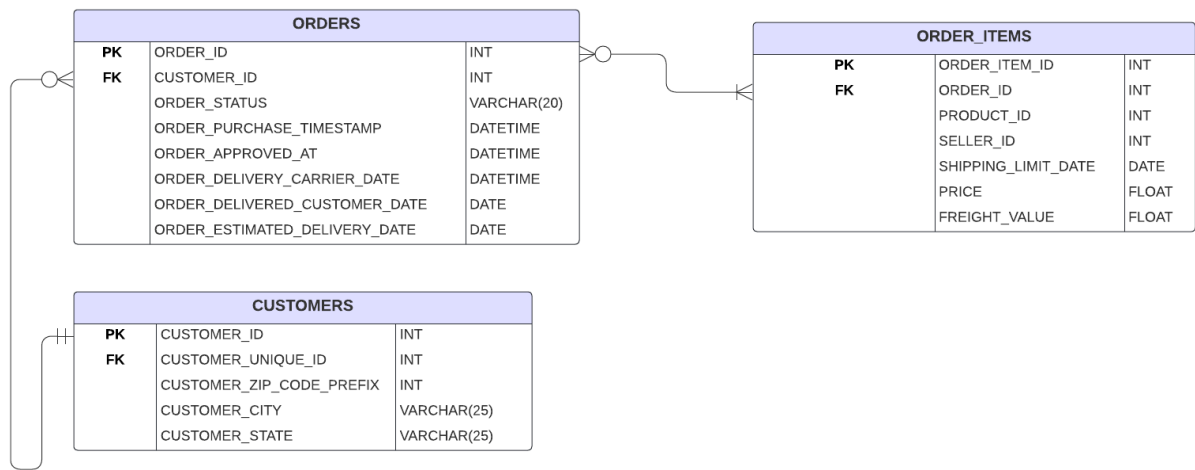 ORDERS
PK ORDER_ID INT
FK CUSTOMER_ID INT
ORDER_STATUS VARCHAR(20)
ORDER_PURCHASE_TIMESTAMP DATETIME
ORDER_APPROVED_AT DATETIME
ORDER_DELIVERY_CARRIER_DATE DATETIME
ORDER_DELIVERED_CUSTOMER_DATE DATE
ORDER_ESTIMATED_DELIVERY_DATE DATE
ORDER_ITEMS
PK ORDER_ITEM_ID INT
FK ORDER_ID INT
PRODUCT_ID INT
SELLER_ID INT
SHIPPING_LIMIT_DATE DATE
PRICE FLOAT
FREIGHT_VALUE FLOAT
CUSTOMERS
PK CUSTOMER_ID INT
FK CUSTOMER_UNIQUE_ID INT
CUSTOMER_ZIP_CODE_PREFIX INT
CUSTOMER_CITY VARCHAR(25)
CUSTOMER_STATE VARCHAR(25)